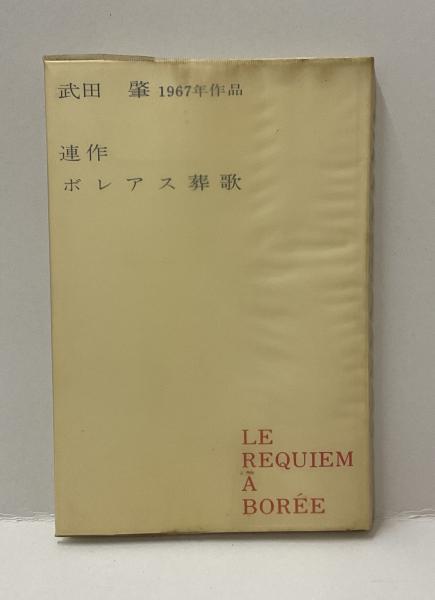 武田　肇 1967年作品
連作
ボレアス葬歌
LE
REQUIEM
À
BORÉE